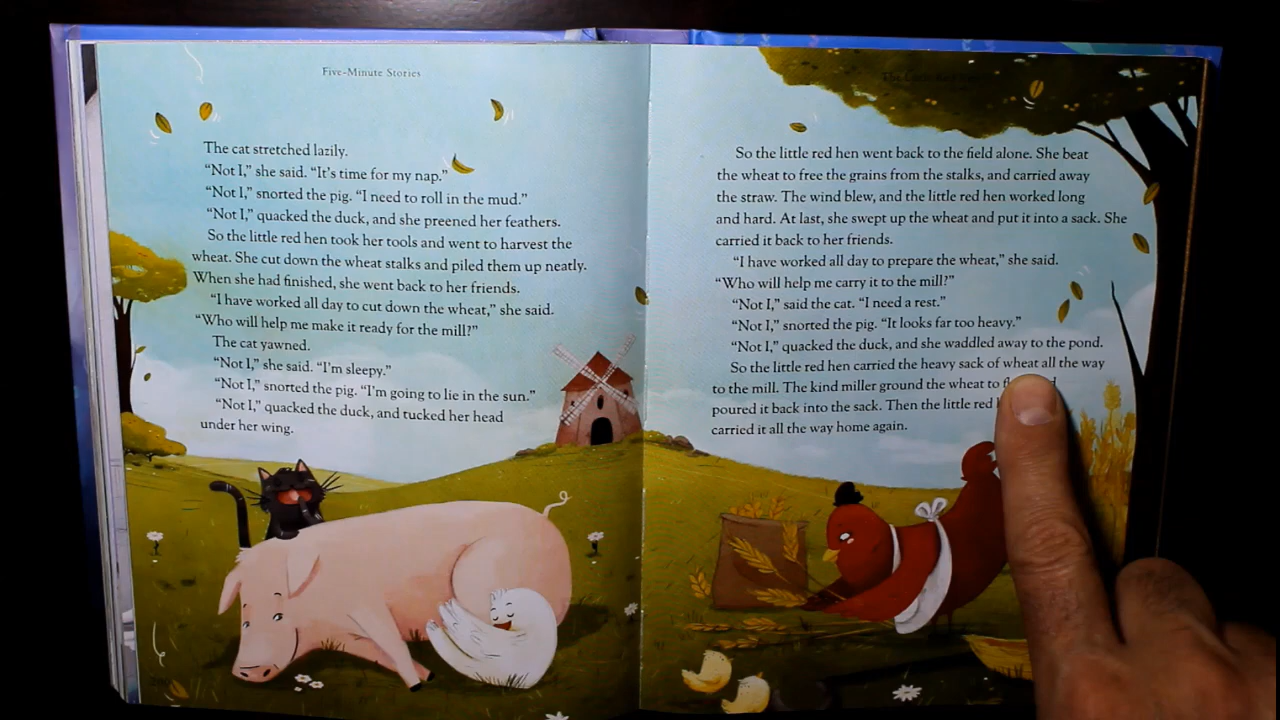 Five-Minute Stories
The cat stretched lazily.
“Not I,” she said. “It’s time for my nap.”
“Not I,” snorted the pig. “I need to roll in the mud.”
“Not I,” quacked the duck, and she preened her feathers.
So the little red hen took her tools and went to harvest the
wheat. She cut down the wheat stalks and piled them up neatly.
When she had finished, she went back to her friends.
“I have worked all day to cut down the wheat,” she said.
“Who will help me make it ready for the mill?”
The cat yawned.
“Not I,” she said. “I’m sleepy.”
“Not I,” snorted the pig. “I’m going to lie in the sun.”
“Not I,” quacked the duck, and tucked her head
under her wing.
The Little Red Hen
So the little red hen went back to the field alone. She beat
the wheat to free the grains from the stalks, and carried away
the straw. The wind blew, and the little red hen worked long
and hard. At last, she swept up the wheat and put it into a sack. She
carried it back to her friends.
“I have worked all day to prepare the wheat,” she said.
“Who will help me carry it to the mill?”
“Not I,” said the cat. “I need a rest.”
“Not I,” snorted the pig. “It looks far too heavy.”
“Not I,” quacked the duck, and she waddled away to the pond.
So the little red hen carried the heavy sack of wheat all the way
to the mill. The kind miller ground the wheat to
poured it back into the sack. Then the little red
carried it all the way home again.